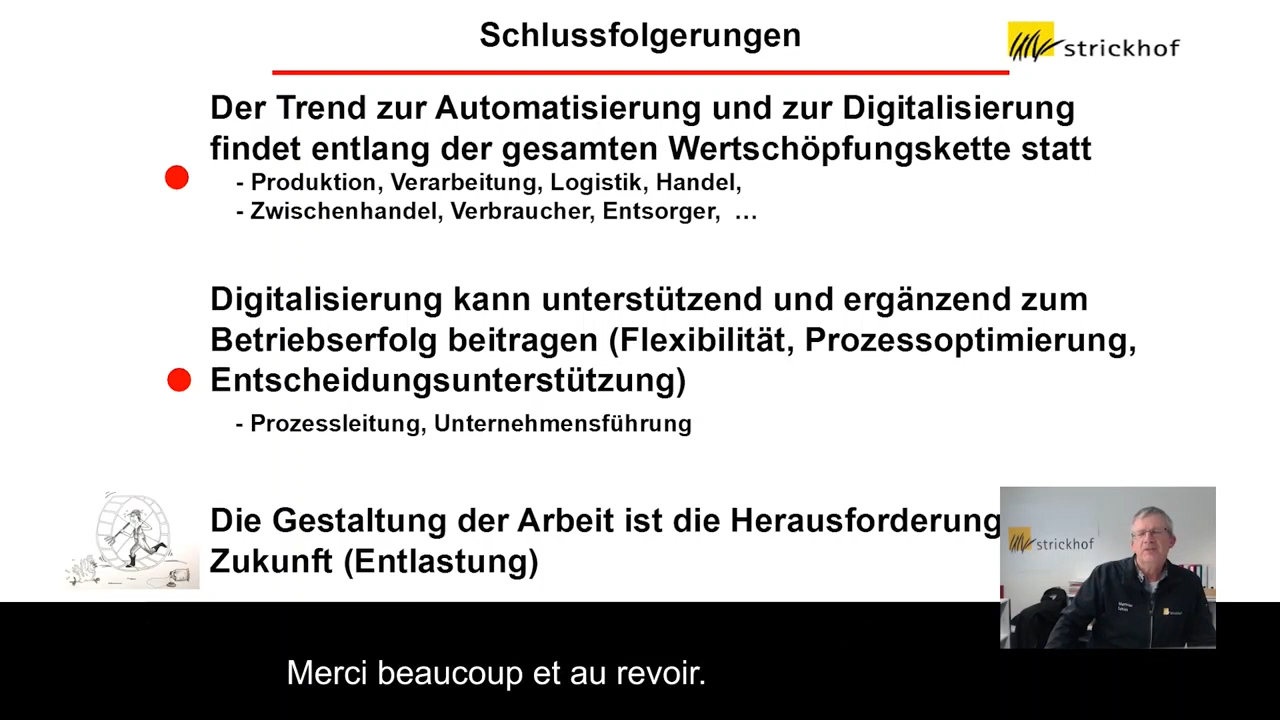 Schlussfolgerungen
strickhof
Der Trend zur Automatisierung und zur Digitalisierung
findet entlang der gesamten Wertschöpfungskette statt
- Produktion, Verarbeitung, Logistik, Handel,
- Zwischenhandel, Verbraucher, Entsorger, …
Digitalisierung kann unterstützend und ergänzend zum
Betriebserfolg beitragen (Flexibilität, Prozessoptimierung,
Entscheidungsunterstützung)
- Prozessleitung, Unternehmensführung
Die Gestaltung der Arbeit ist die Herausforderung
Zukunft (Entlastung)
strickhof
Merci beaucoup et au revoir.